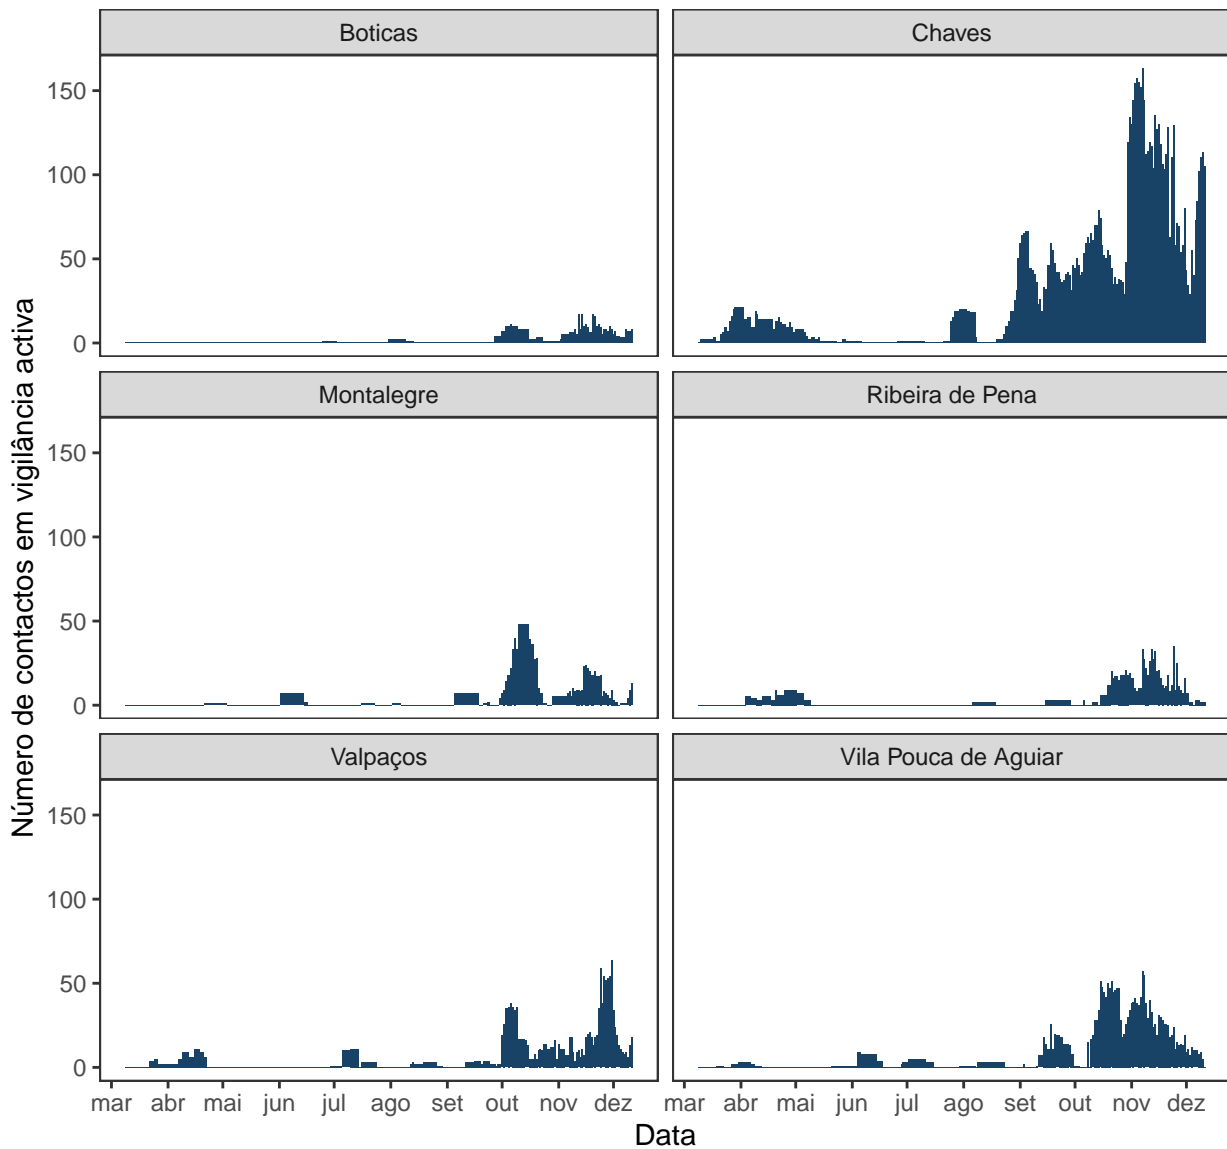 Boticas
Chaves
150
100
50
0
Montalegre
Ribeira de Pena
150
100
50
0
Valpaços
Vila Pouca de Aguiar
150
100
50
0
mar abr mai jun jul ago set out nov dez
mar abr mai jun jul ago set out nov dez
Data
Número de contactos em vigilância activa